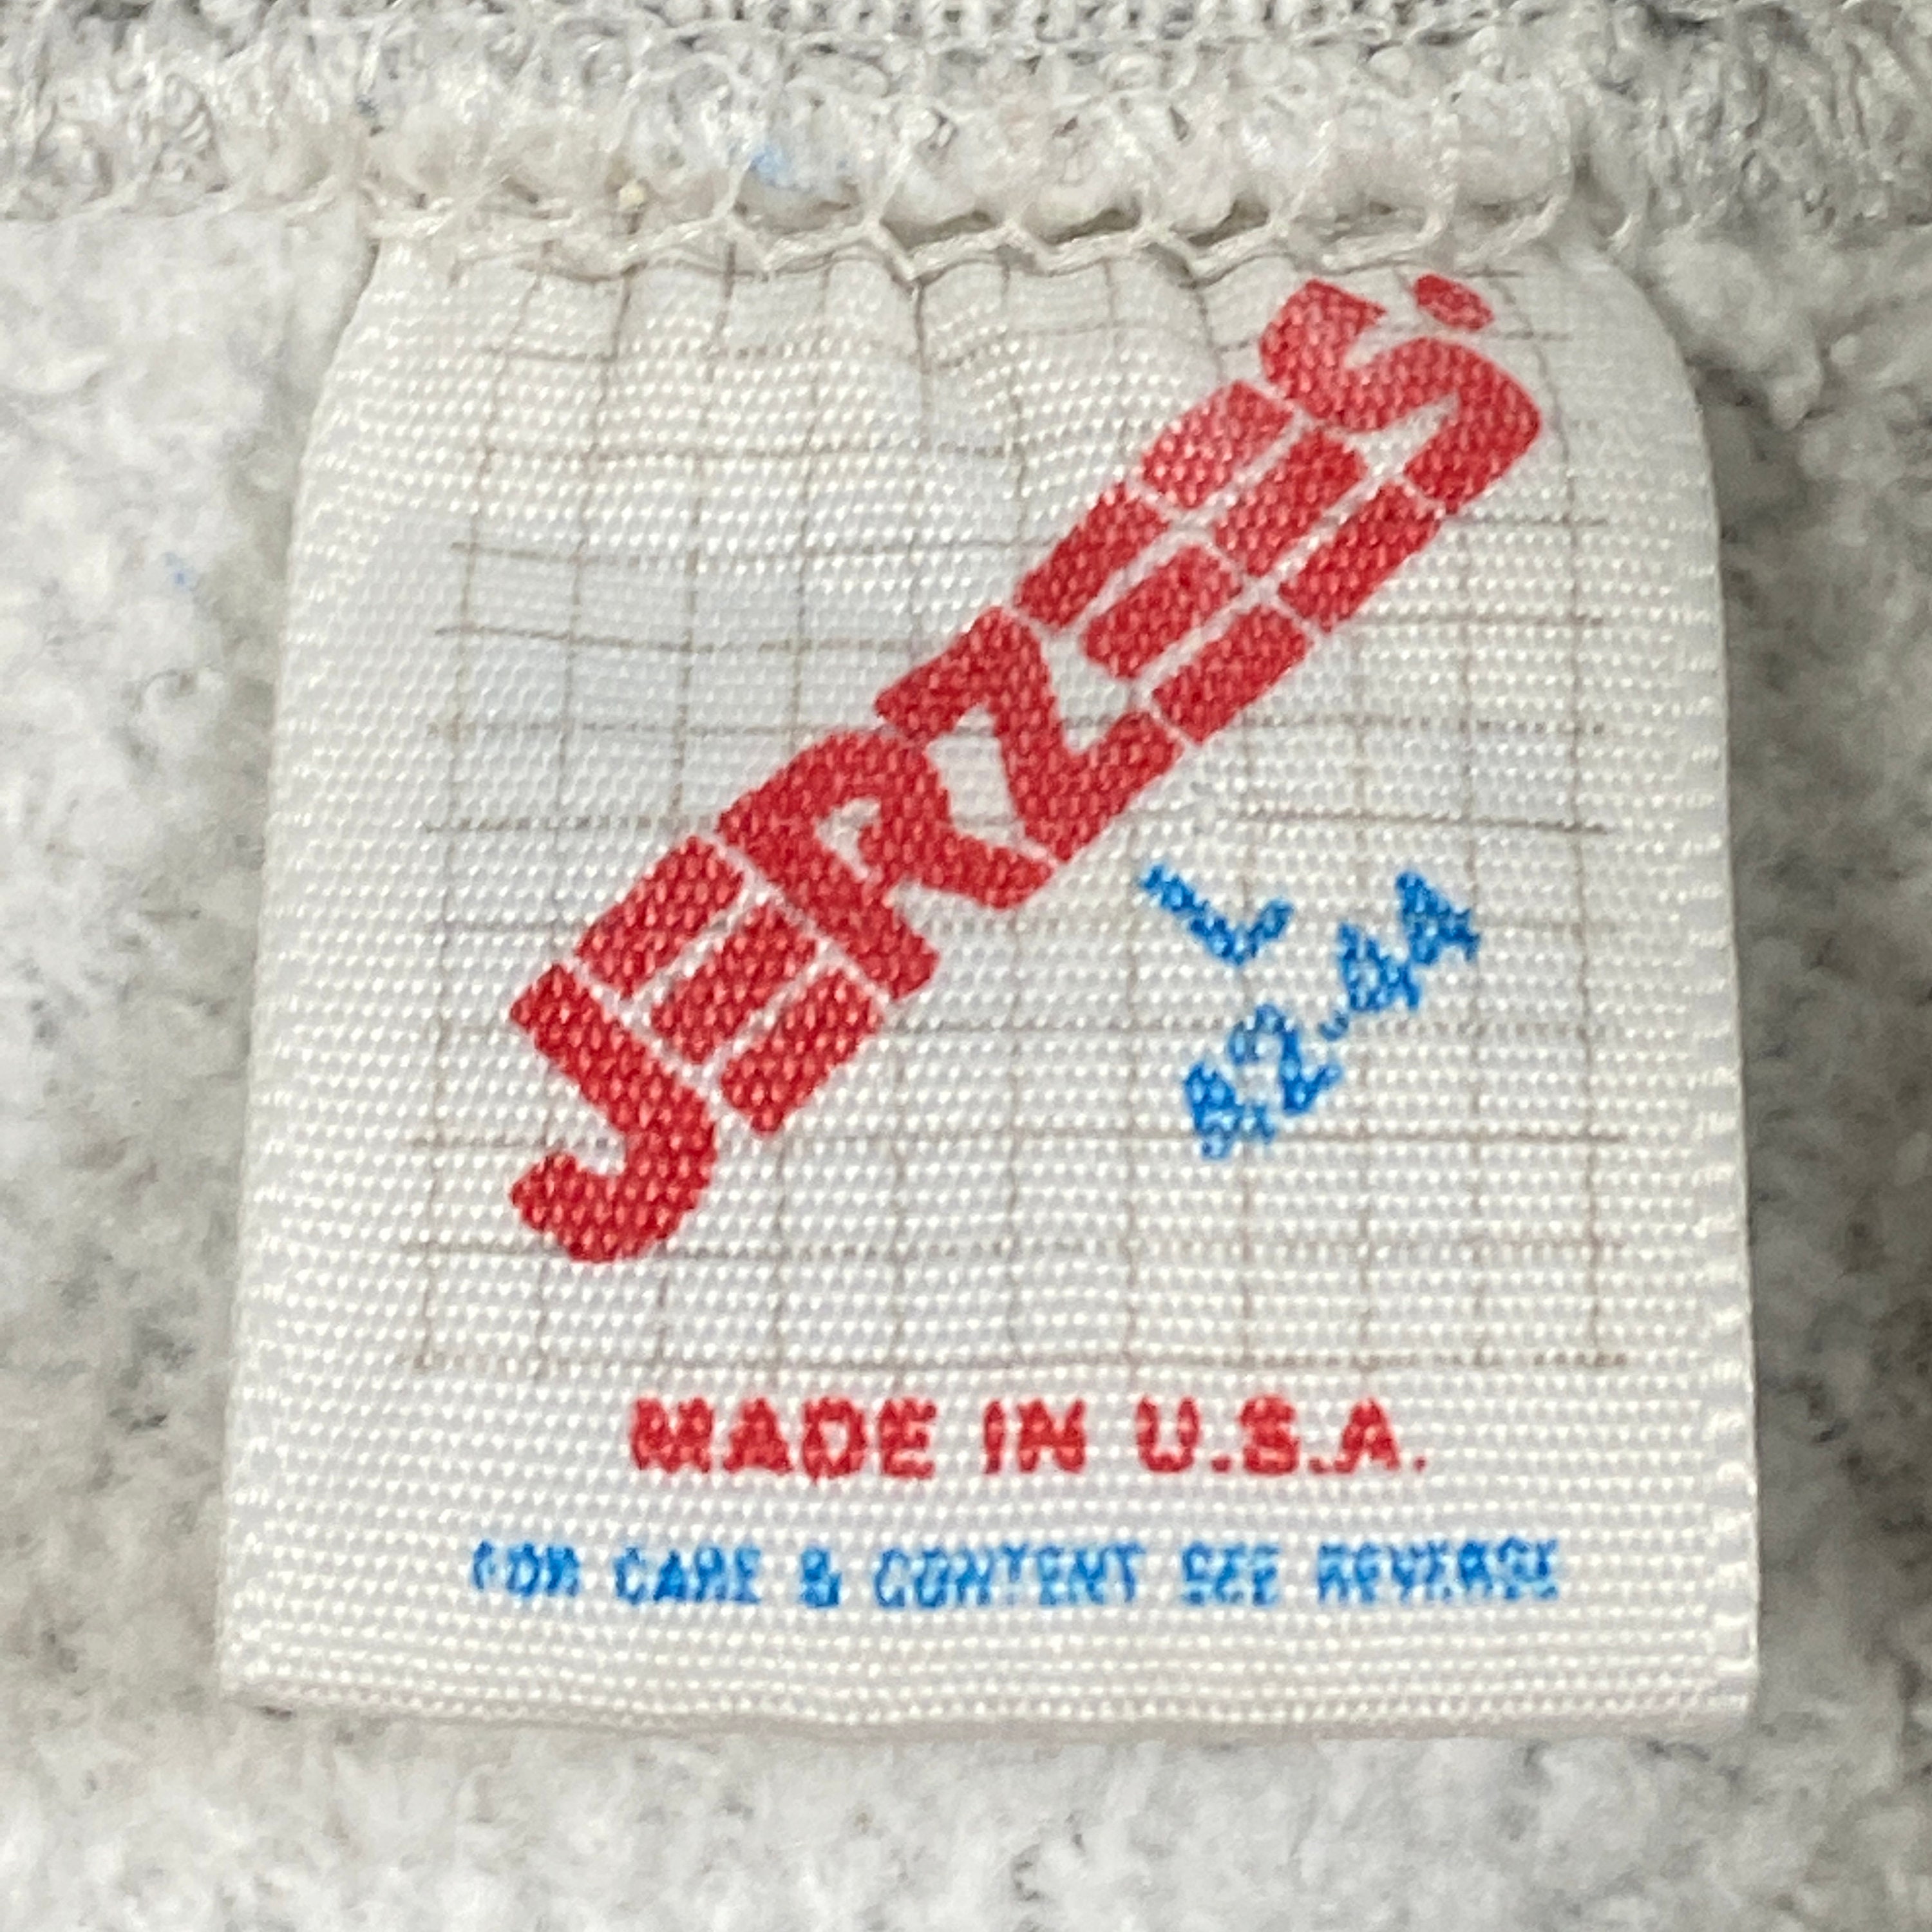 JERZEES.
L
42-44
MADE IN U.S.A.
FOR CARE & CONTENT SEE REVERSE